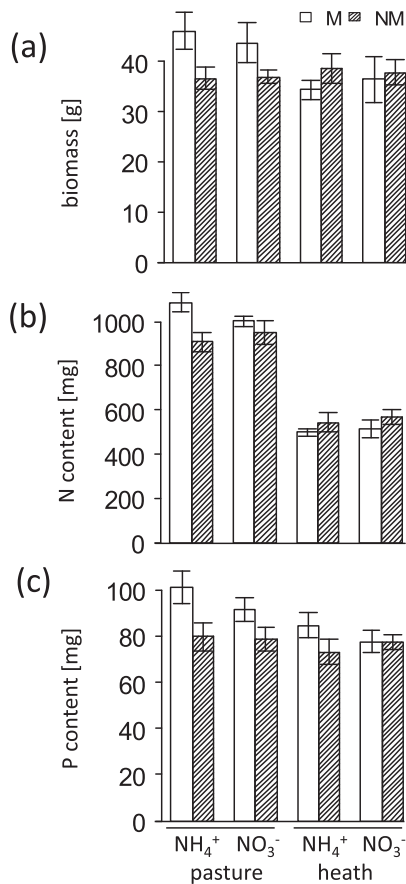 (a)
M NM
biomass [g]
40
30
20
10
0
(b)
N content [mg]
1000
800
600
400
200
0
(c)
P content [mg]
100
80
60
40
20
0
NH₄⁺ NO₃⁻ NH₄⁺ NO₃⁻
pasture heath